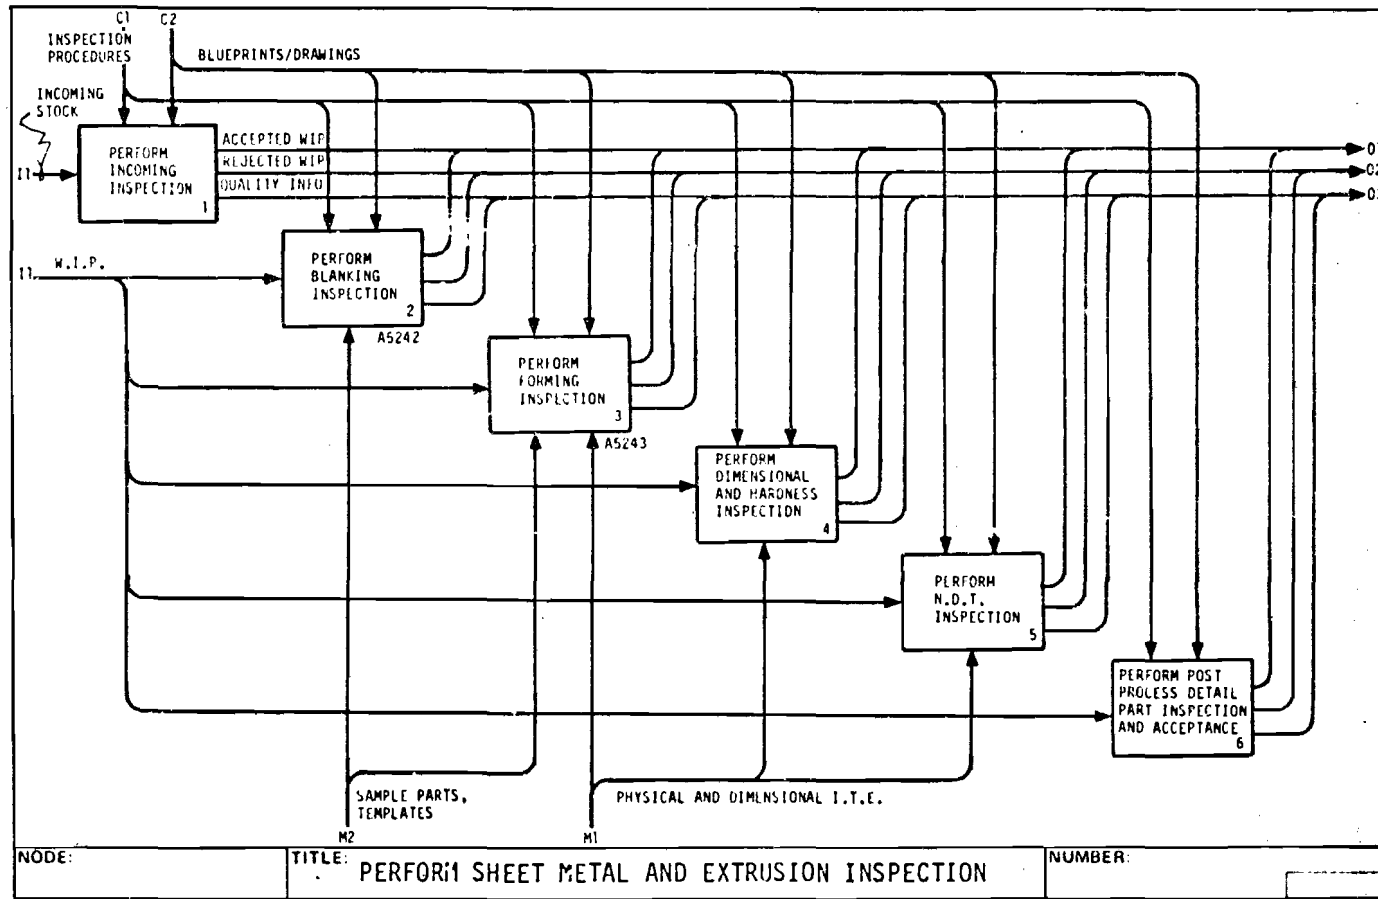 C1 C2
INSPECTION
PROCEDURES
BLUEPRINTS/DRAWINGS
INCOMING
STOCK
I1
PERFORM
INCOMING
INSPECTION
1
ACCEPTED WIP
REJECTED WIP
QUALITY INFO
O1
O2
O3
I1
W.I.P.
PERFORM
BLANKING
INSPECTION
2
A5242
PERFORM
FORMING
INSPECTION
3
A5243
PERFORM
DIMENSIONAL
AND HARDNESS
INSPECTION
4
PERFORM
N.D.T.
INSPECTION
5
PERFORM POST
PROCESS DETAIL
PART INSPECTION
AND ACCEPTANCE
6
SAMPLE PARTS,
TEMPLATES
PHYSICAL AND DIMENSIONAL I.T.E.
M2
M1
NODE:
TITLE: PERFORM SHEET METAL AND EXTRUSION INSPECTION
NUMBER: